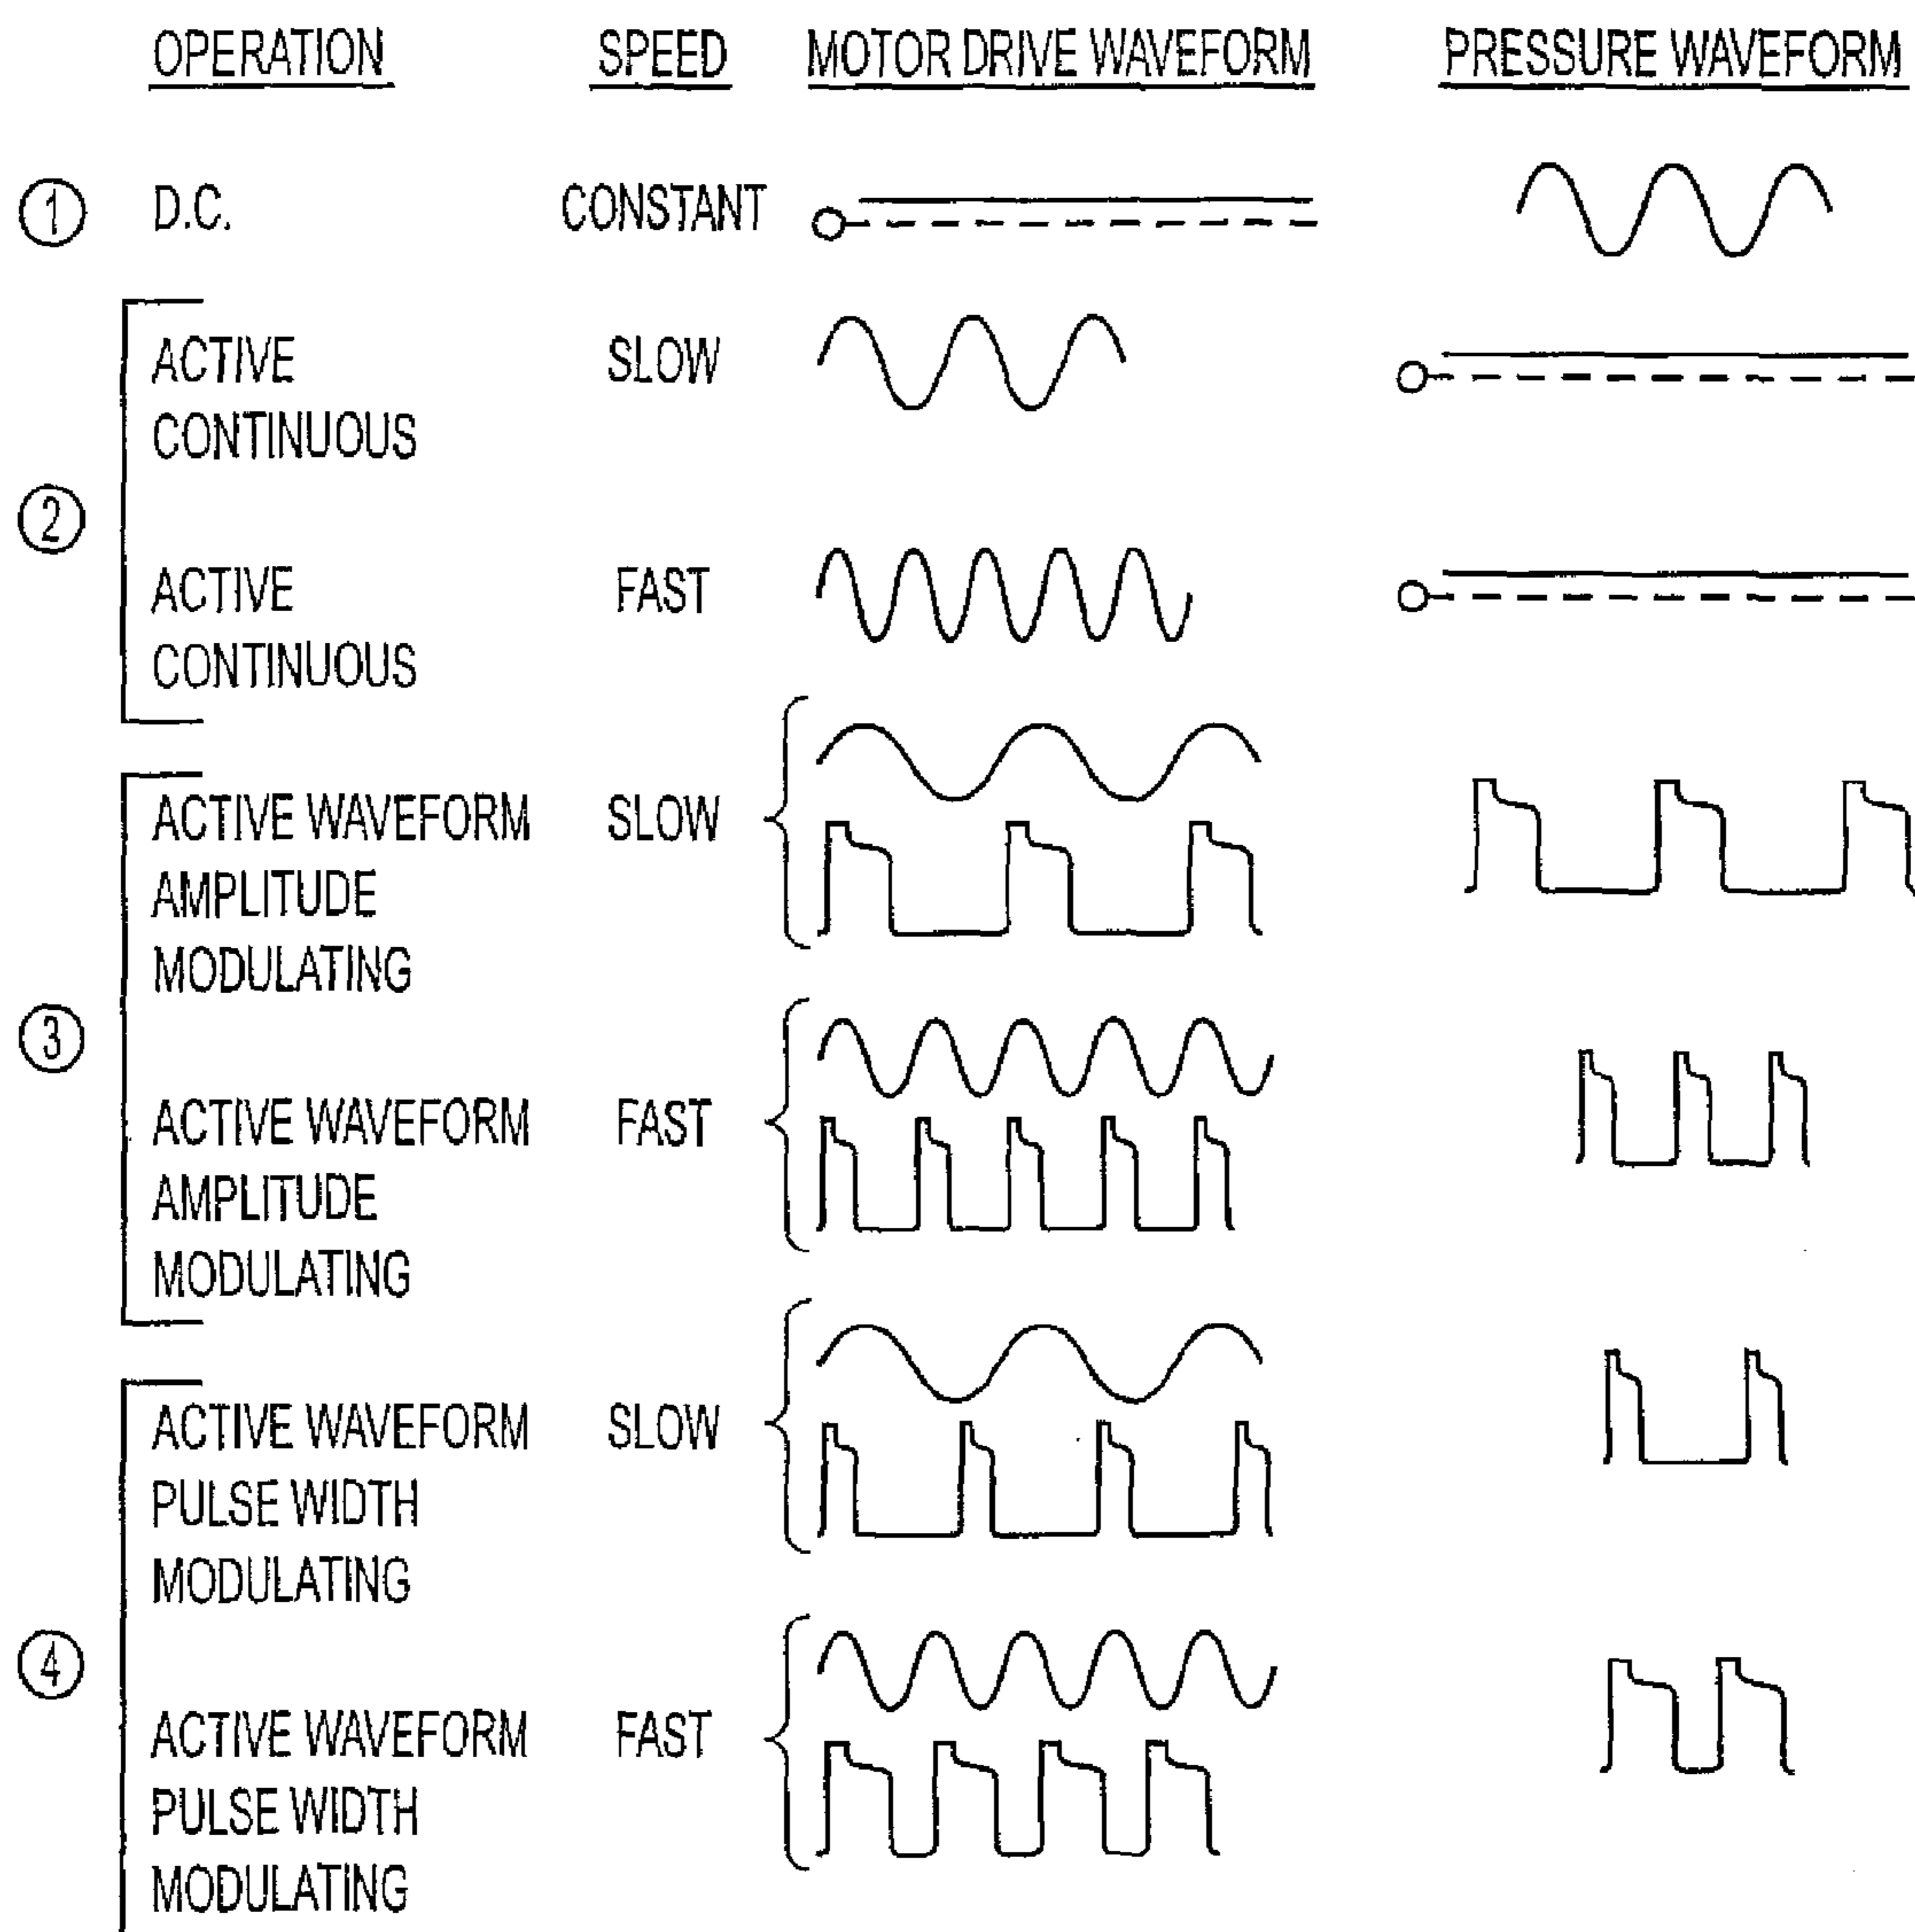 OPERATION SPEED MOTOR DRIVE WAVEFORM PRESSURE WAVEFORM
1 D.C. CONSTANT
ACTIVE SLOW
CONTINUOUS
2
ACTIVE FAST
CONTINUOUS
ACTIVE WAVEFORM SLOW
AMPLITUDE
MODULATING
3
ACTIVE WAVEFORM FAST
AMPLITUDE
MODULATING
ACTIVE WAVEFORM SLOW
PULSE WIDTH
MODULATING
4
ACTIVE WAVEFORM FAST
PULSE WIDTH
MODULATING